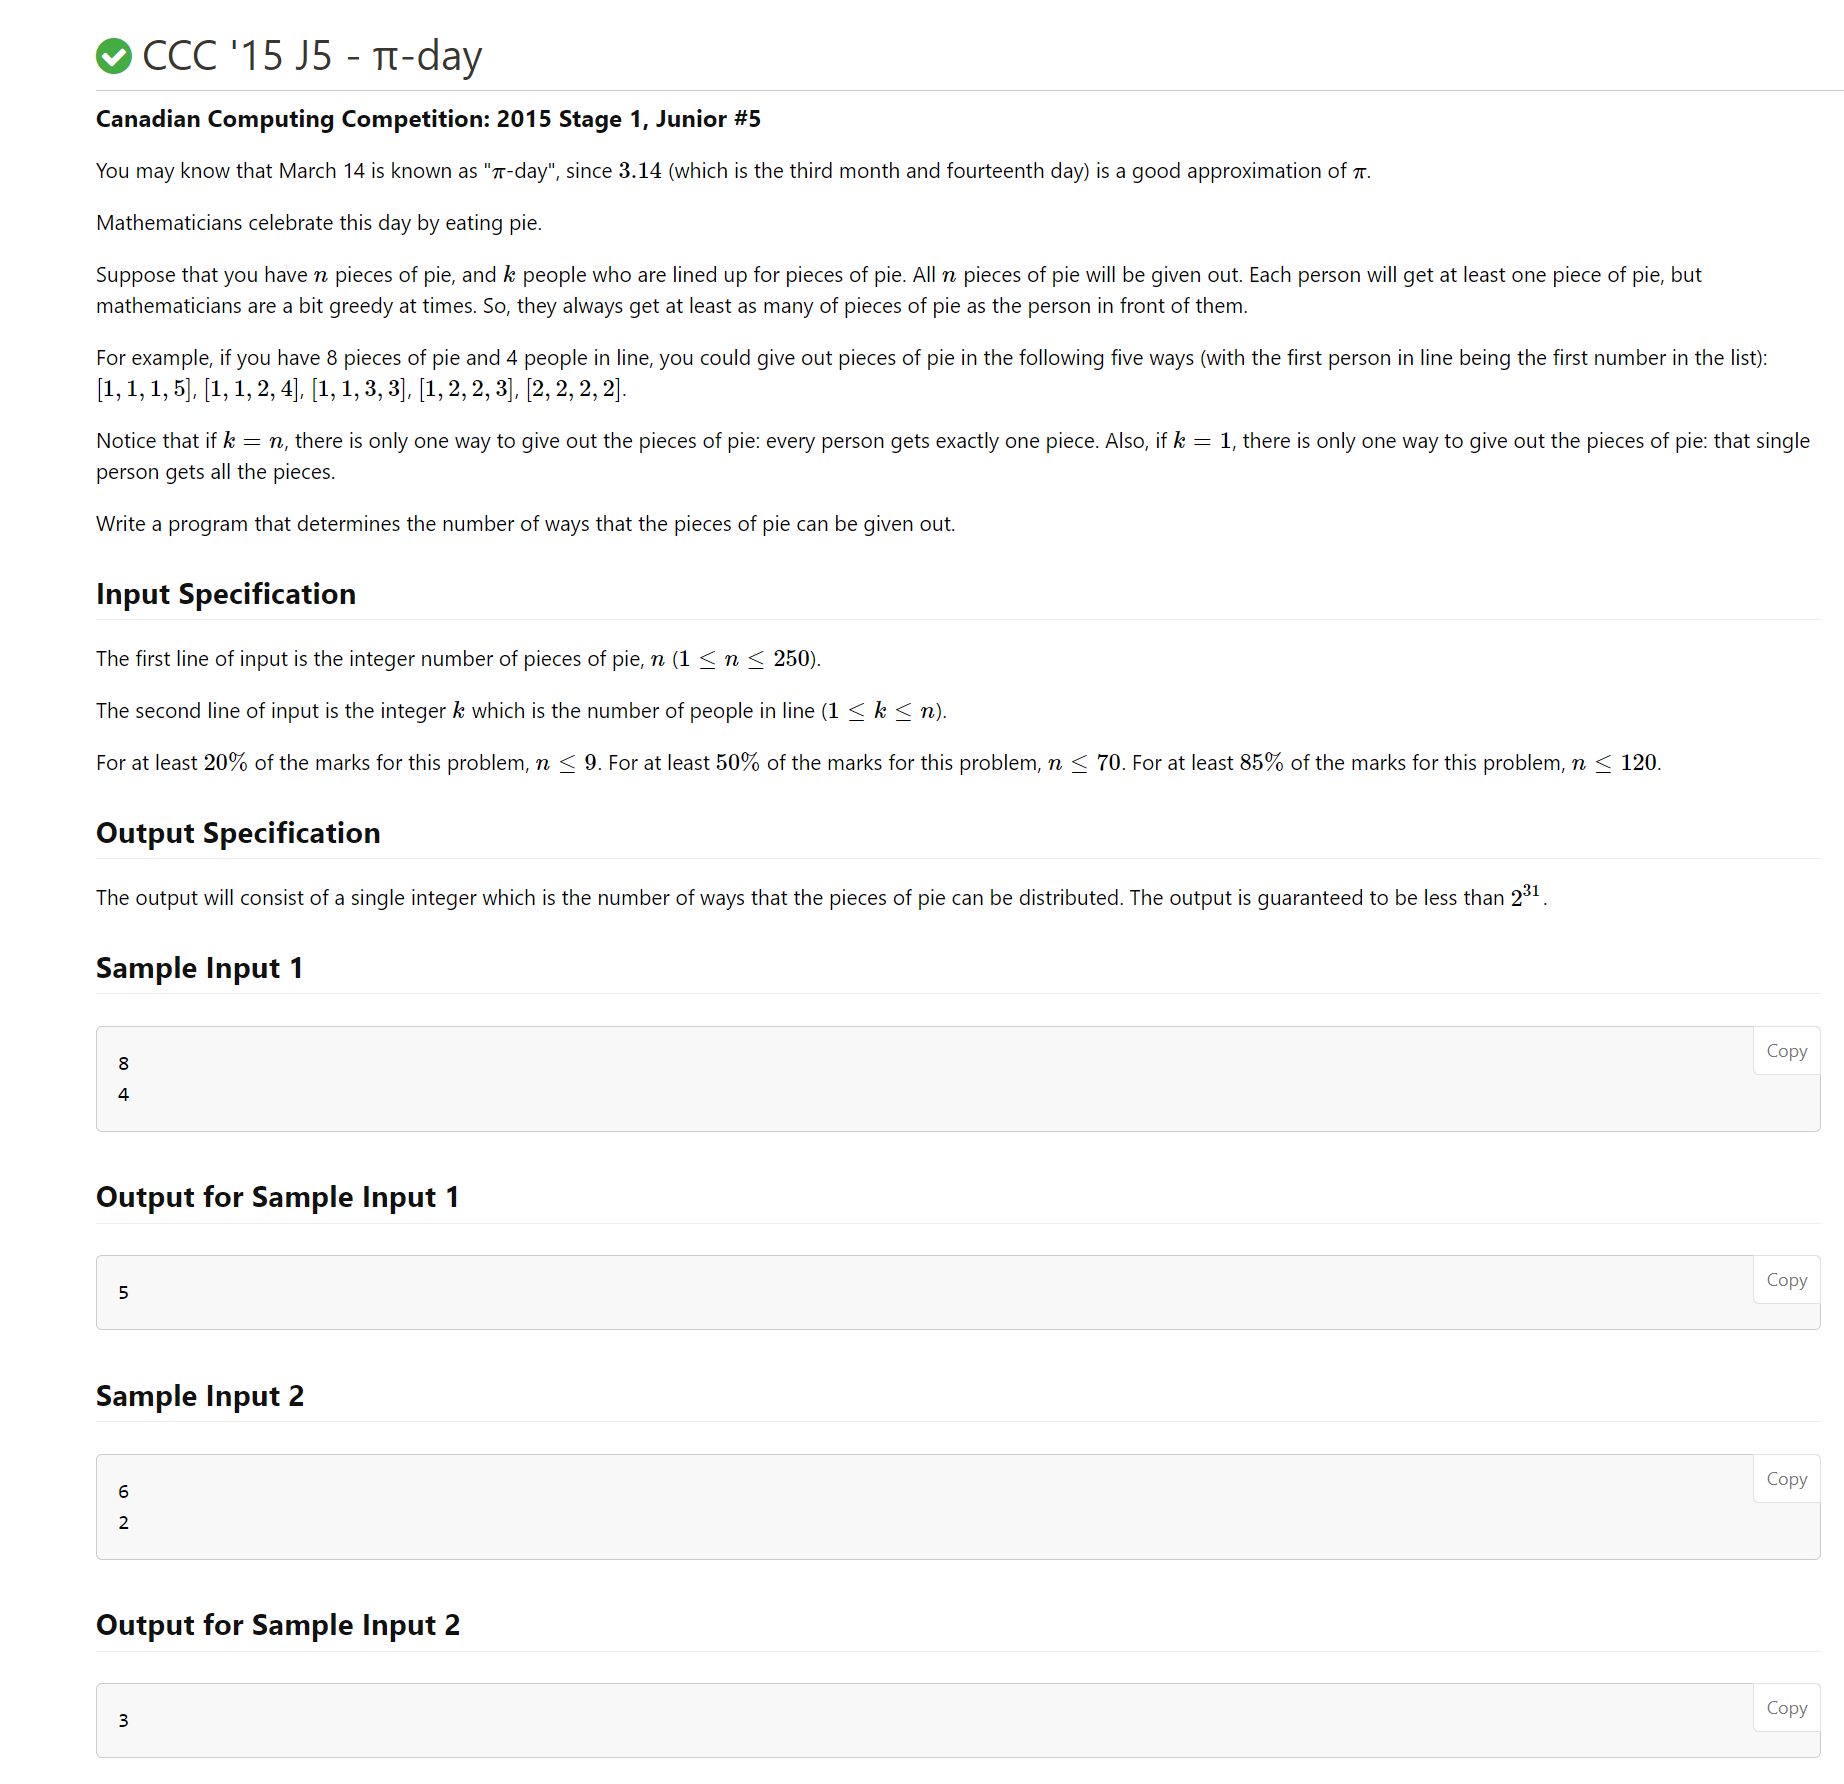 CCC '15 J5 - π-day
Canadian Computing Competition: 2015 Stage 1, Junior #5
You may know that March 14 is known as "π-day", since 3.14 (which is the third month and fourteenth day) is a good approximation of π.
Mathematicians celebrate this day by eating pie.
Suppose that you have n pieces of pie, and k people who are lined up for pieces of pie. All n pieces of pie will be given out. Each person will get at least one piece of pie, but
mathematicians are a bit greedy at times. So, they always get at least as many of pieces of pie as the person in front of them.
For example, if you have 8 pieces of pie and 4 people in line, you could give out pieces of pie in the following five ways (with the first person in line being the first number in the list):
[1, 1, 1, 5], [1, 1, 2, 4], [1, 1, 3, 3], [1, 2, 2, 3], [2, 2, 2, 2].
Notice that if k = n, there is only one way to give out the pieces of pie: every person gets exactly one piece. Also, if k = 1, there is only one way to give out the pieces of pie: that single
person gets all the pieces.
Write a program that determines the number of ways that the pieces of pie can be given out.
Input Specification
The first line of input is the integer number of pieces of pie, n (1 ≤ n ≤ 250).
The second line of input is the integer k which is the number of people in line (1 ≤ k ≤ n).
For at least 20% of the marks for this problem, n ≤ 9. For at least 50% of the marks for this problem, n ≤ 70. For at least 85% of the marks for this problem, n ≤ 120.
Output Specification
The output will consist of a single integer which is the number of ways that the pieces of pie can be distributed. The output is guaranteed to be less than 2³¹.
Sample Input 1
Copy
8
4
Output for Sample Input 1
Copy
5
Sample Input 2
Copy
6
2
Output for Sample Input 2
Copy
3